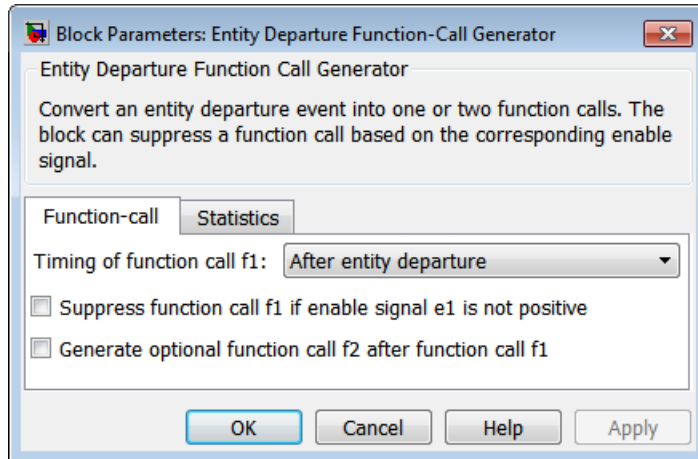 Block Parameters: Entity Departure Function-Call Generator
Entity Departure Function Call Generator
Convert an entity departure event into one or two function calls. The
block can suppress a function call based on the corresponding enable
signal.
Function-call Statistics
Timing of function call f1: After entity departure
Suppress function call f1 if enable signal e1 is not positive
Generate optional function call f2 after function call f1
OK Cancel Help Apply